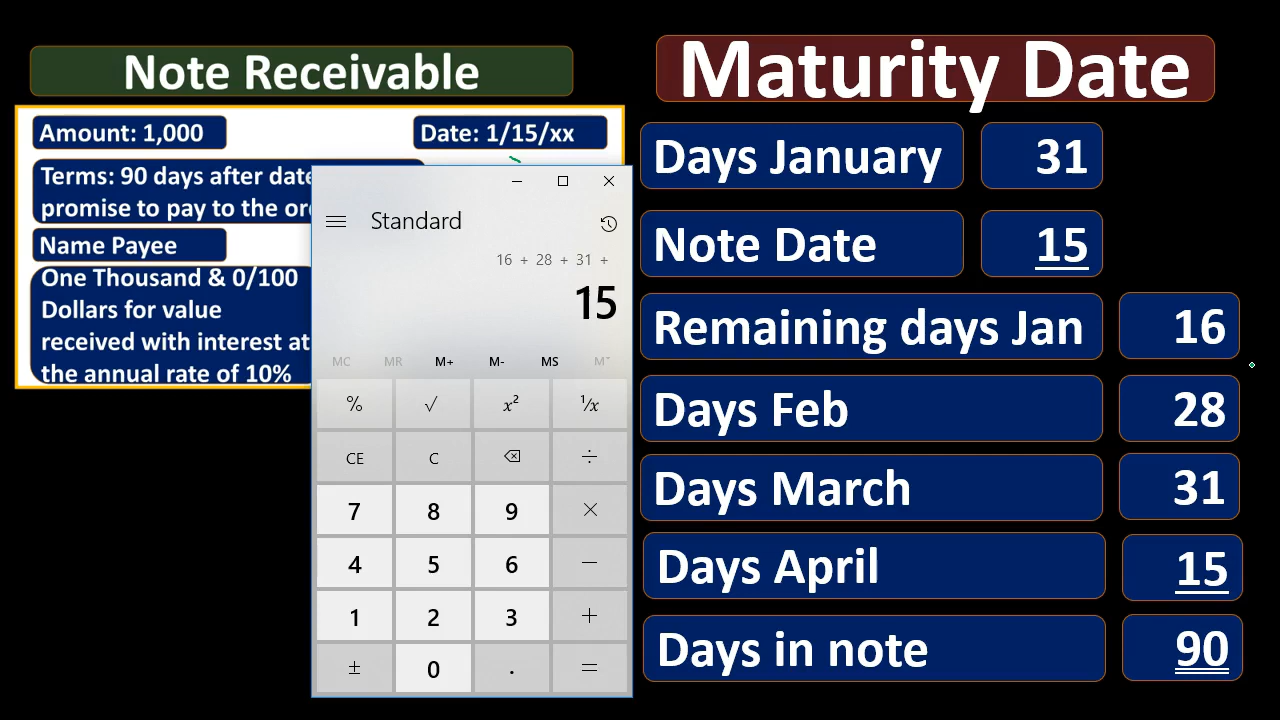 Note Receivable
Amount: 1,000
Date: 1/15/xx
Terms: 90 days after date
promise to pay to the
Name Payee
One Thousand & 0/100
Dollars for value
received with interest at
the annual rate of 10%
Standard
16 + 28 + 31 +
15
MC MR M+ M- MS M˅
% √ x² ¹/x
CE C ÷
7 8 9 ×
4 5 6 −
1 2 3 +
± 0 . =
Maturity Date
Days January 31
Note Date 15
Remaining days Jan 16
Days Feb 28
Days March 31
Days April 15
Days in note 90